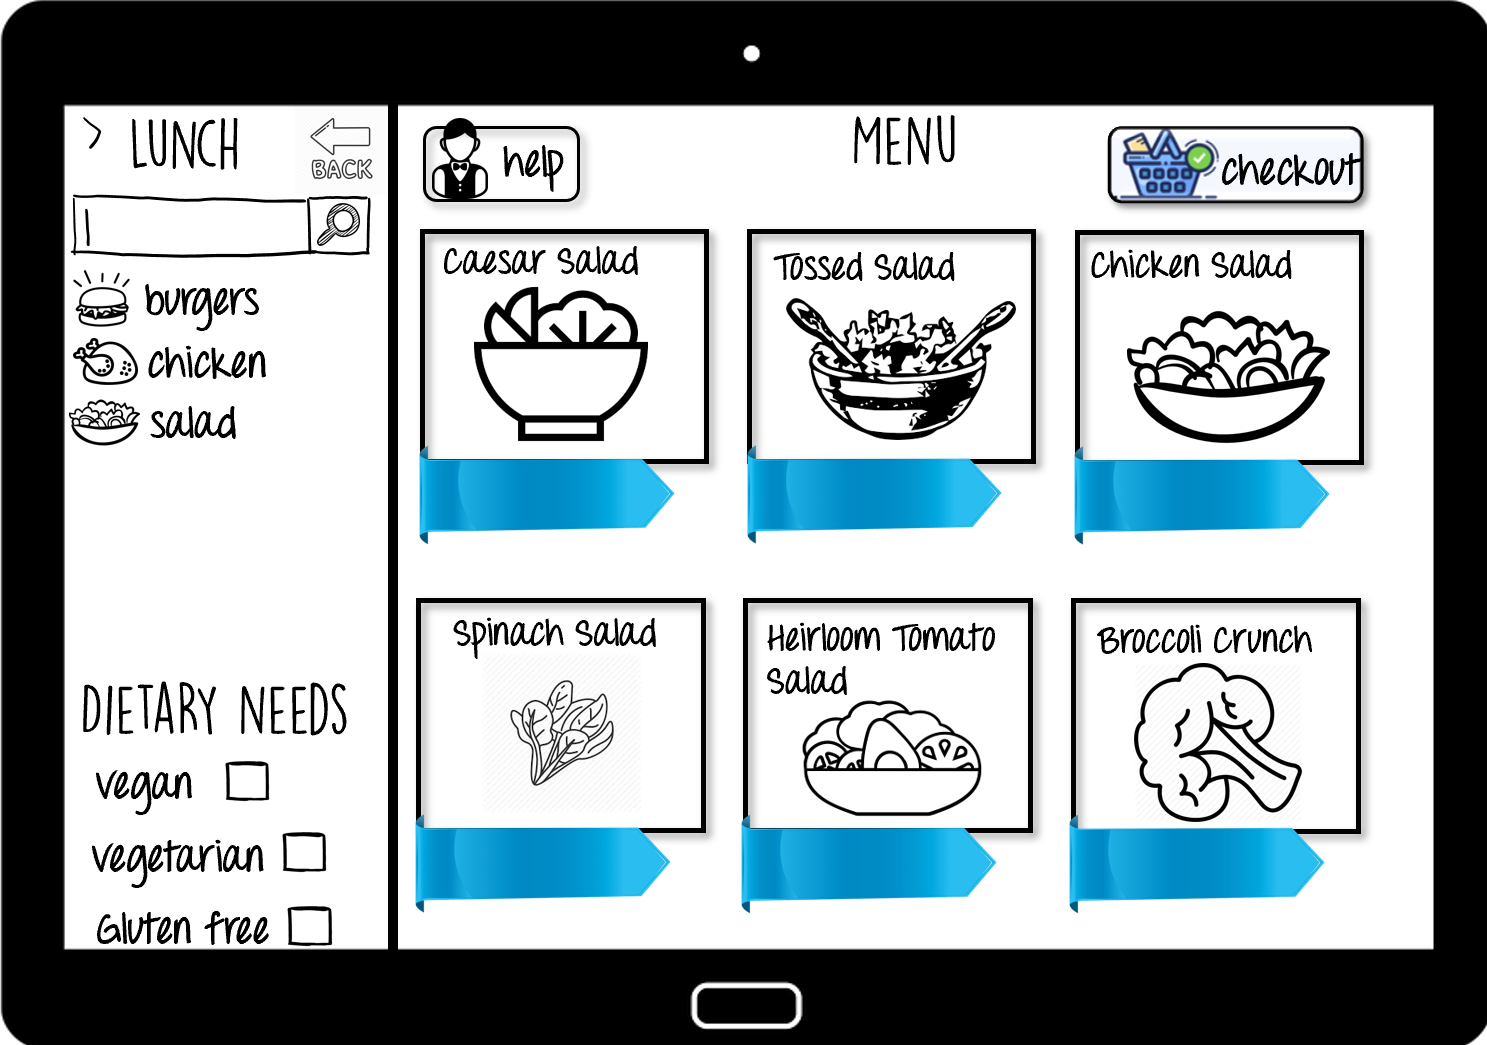 LUNCH
BACK
burgers
chicken
salad
DIETARY NEEDS
vegan
vegetarian
Gluten free
help
MENU
checkout
Caesar Salad
Tossed Salad
Chicken Salad
Spinach Salad
Heirloom Tomato
Salad
Broccoli Crunch